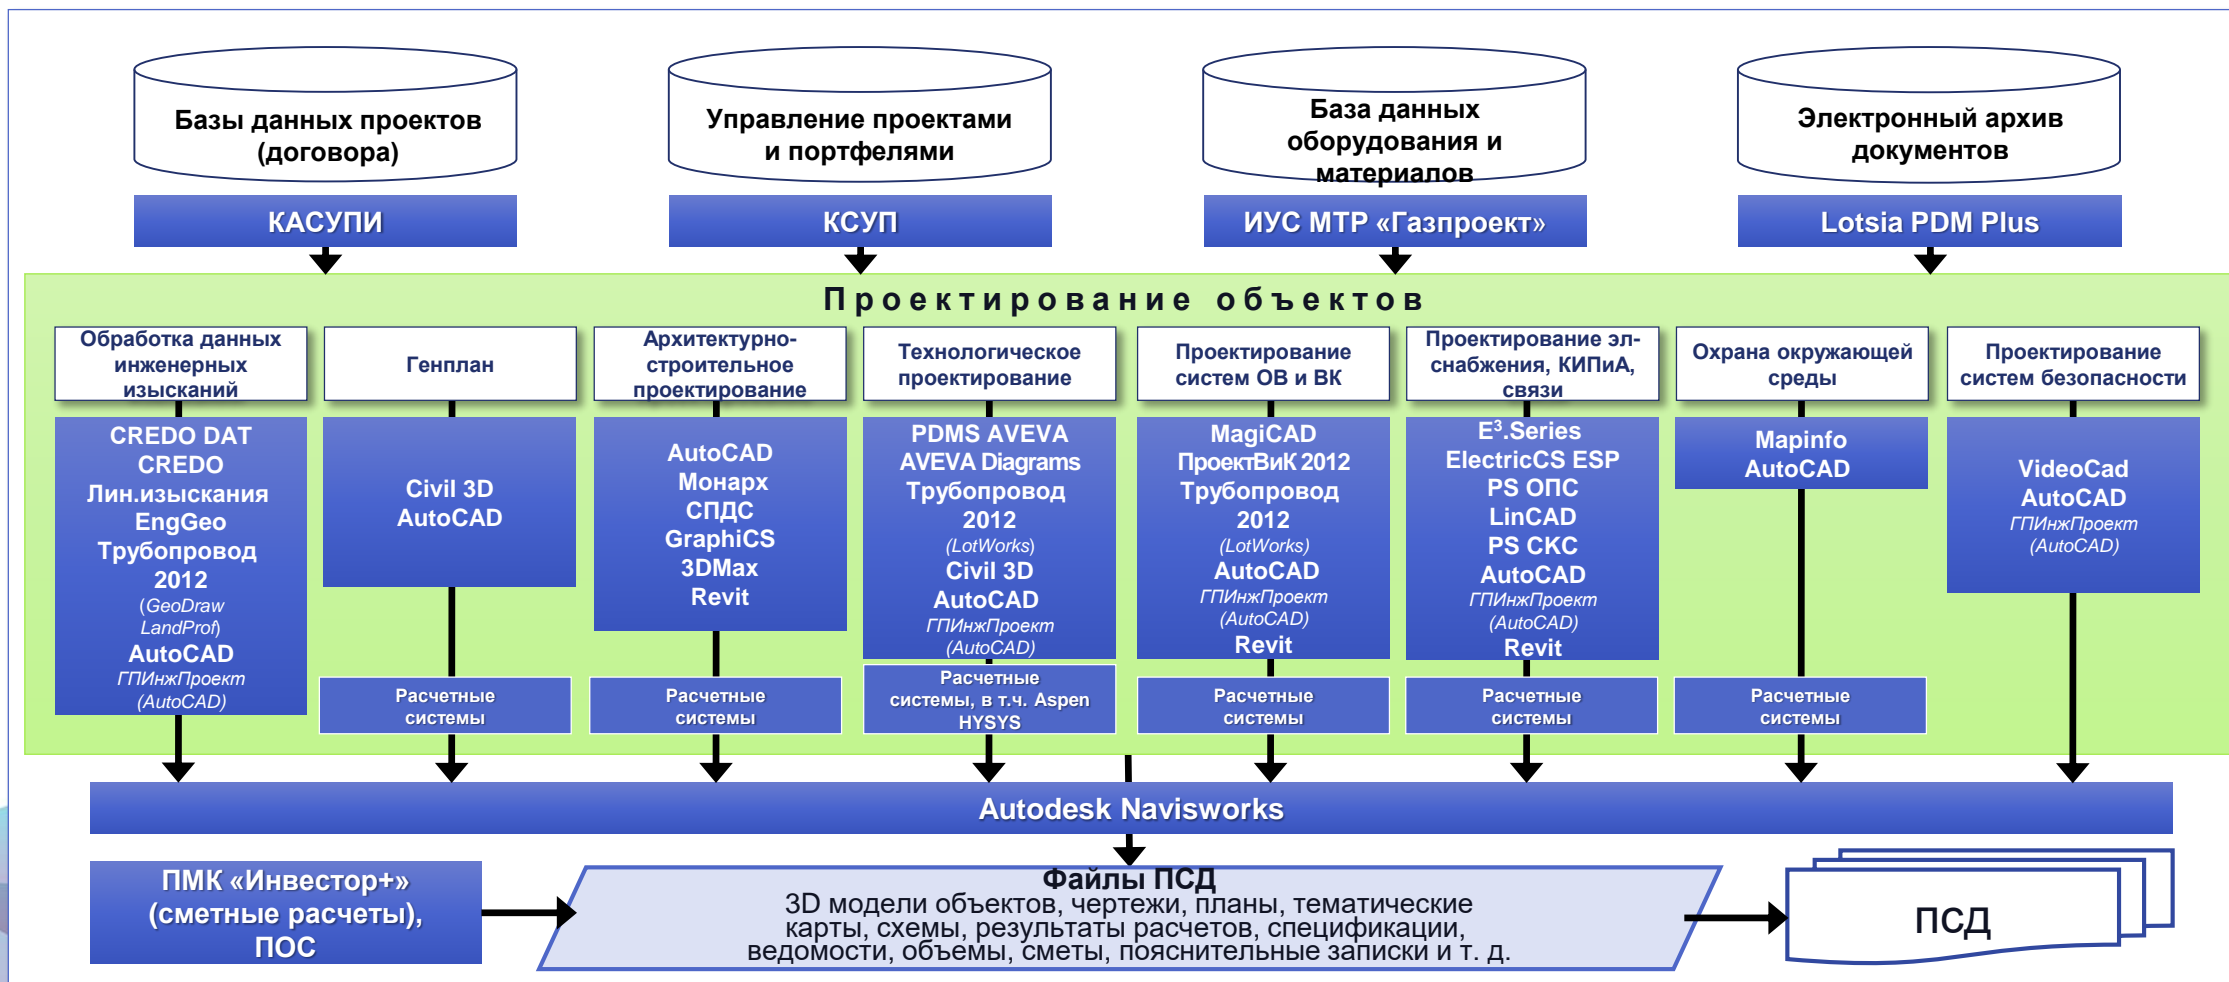 Базы данных проектов
(договора)
Управление проектами
и портфелями
База данных
оборудования и
материалов
Электронный архив
документов
КАСУПИ
КСУП
ИУС МТР «Газпроект»
Lotsia PDM Plus
Проектирование объектов
Обработка данных
инженерных
изысканий
Генплан
Архитектурно-
строительное
проектирование
Технологическое
проектирование
Проектирование
систем ОВ и ВК
Проектирование эл-
снабжения, КИПиА,
связи
Охрана окружающей
среды
Проектирование
систем безопасности
CREDO DAT
CREDO
Лин.изыскания
EngGeo
Трубопровод
2012
(GeoDraw
LandProf)
AutoCAD
ГПИнжПроект
(AutoCAD)
Civil 3D
AutoCAD
Расчетные
системы
AutoCAD
Монарх
СПДС
GraphiCS
3DMax
Revit
Расчетные
системы
PDMS AVEVA
AVEVA Diagrams
Трубопровод
2012
(LotWorks)
Civil 3D
AutoCAD
ГПИнжПроект
(AutoCAD)
Расчетные
системы, в т.ч. Aspen
HYSYS
MagiCAD
ПроектВиК 2012
Трубопровод
2012
(LotWorks)
AutoCAD
ГПИнжПроект
(AutoCAD)
Revit
Расчетные
системы
E³.Series
ElectricCS ESP
PS ОПС
LinCAD
PS СКС
AutoCAD
ГПИнжПроект
(AutoCAD)
Revit
Расчетные
системы
Mapinfo
AutoCAD
Расчетные
системы
VideoCad
AutoCAD
ГПИнжПроект
(AutoCAD)
Autodesk Navisworks
ПМК «Инвестор+»
(сметные расчеты),
ПОС
Файлы ПСД
3D модели объектов, чертежи, планы, тематические
карты, схемы, результаты расчетов, спецификации,
ведомости, объемы, сметы, пояснительные записки и т. д.
ПСД